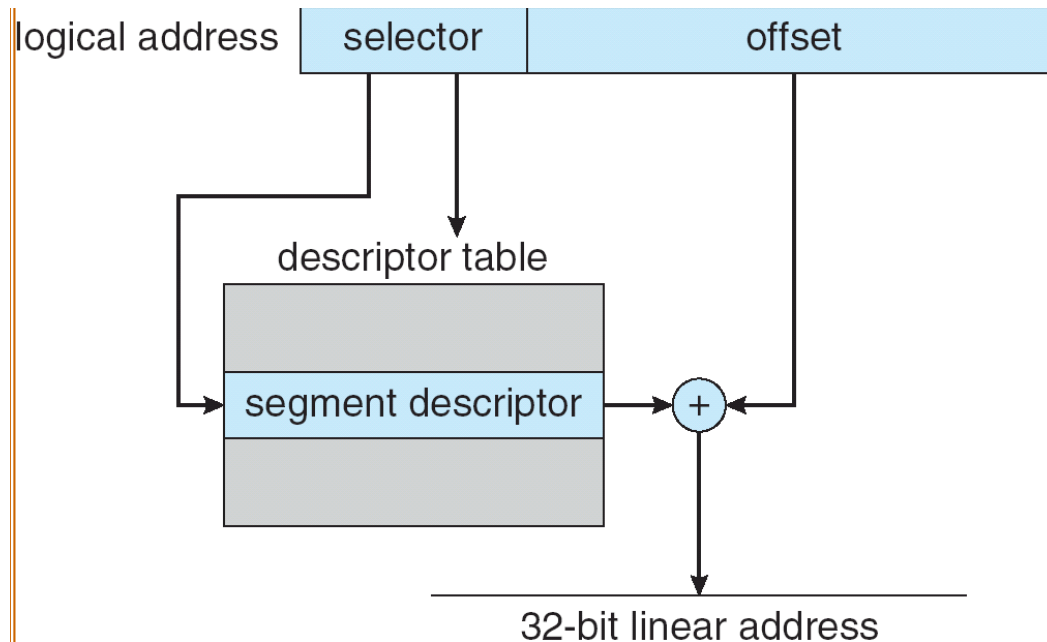 logical address selector offset
descriptor table
segment descriptor +
32-bit linear address